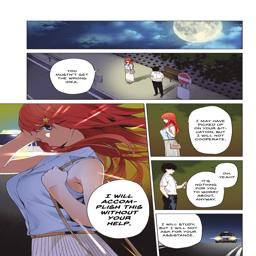 YOU
MUSTN'T GET
THE WRONG
IDEA.
I MAY HAVE
PICKED UP
ON YOUR SIT-
UATION, BUT
I WILL NOT
COOPERATE.
OH,
YEAH?
IT'S
NOTHING
FOR YOU
TO WORRY
ABOUT,
ANYWAY.
I WILL
ACCOM-
PLISH THIS
WITHOUT
YOUR
HELP.
I WILL STUDY,
BUT I WILL NOT
ASK FOR YOUR
ASSISTANCE.